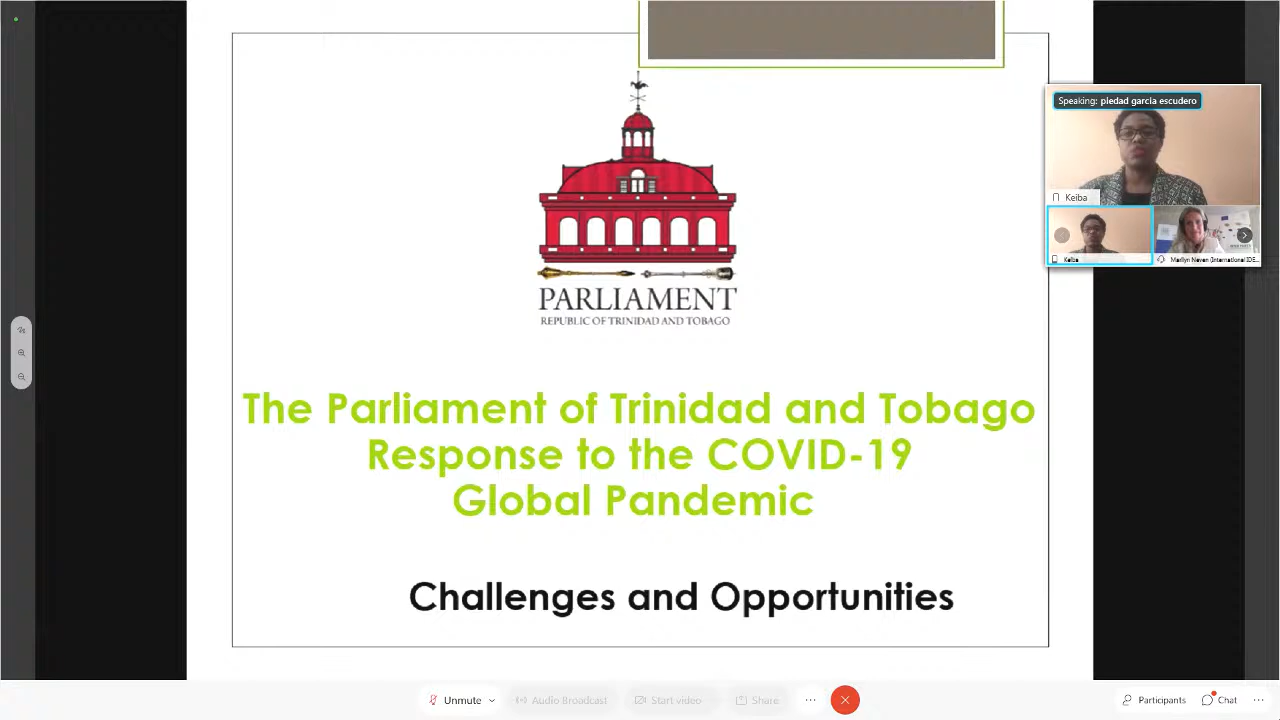 Speaking: piedad garcia escudero
Keiba
Keiba
Marilyn Neven (International IDE...
PARLIAMENT
REPUBLIC OF TRINIDAD AND TOBAGO
The Parliament of Trinidad and Tobago
Response to the COVID-19
Global Pandemic
Challenges and Opportunities
Unmute
Audio Broadcast
Start video
Share
Participants
Chat